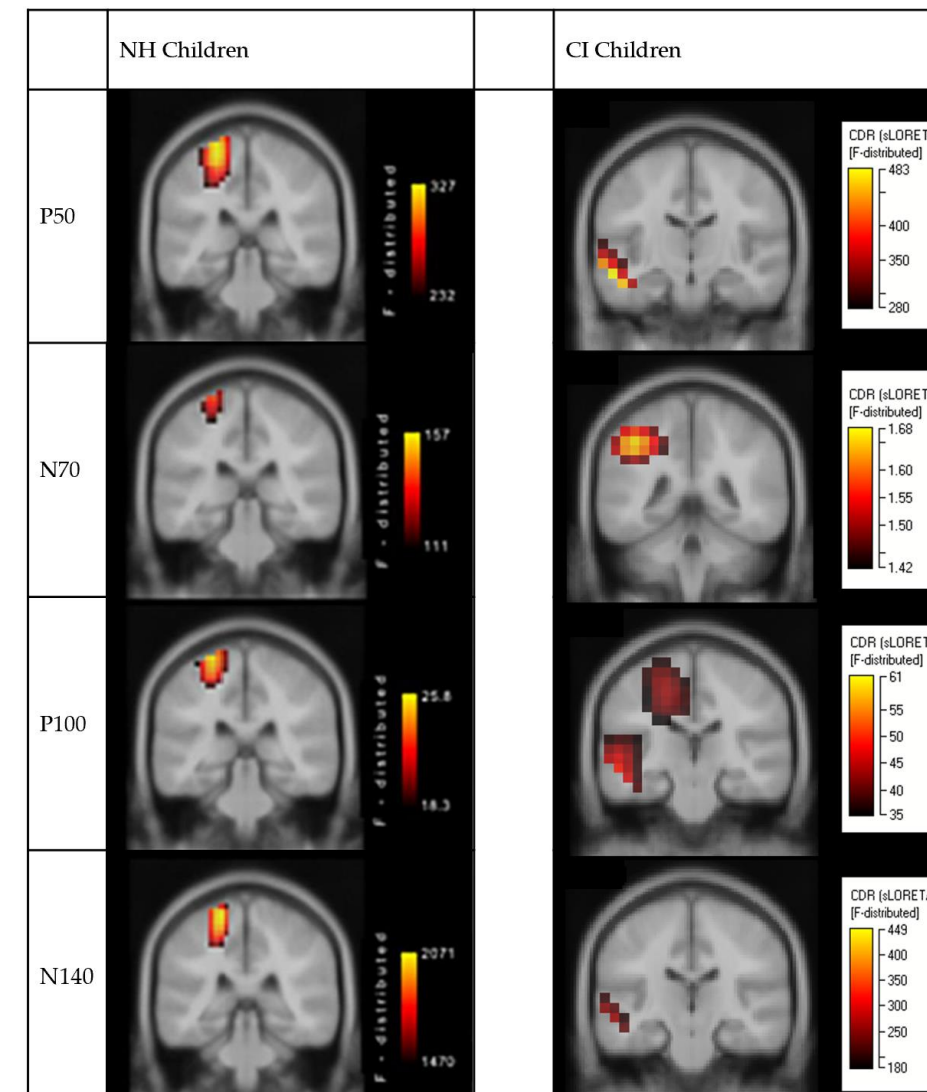 NH Children
CI Children
P50
F - distributed
327
232
CDR (sLORET
[F-distributed]
483
400
350
280
N70
F - distributed
157
111
CDR (sLORET
[F-distributed]
1.68
1.60
1.55
1.50
1.42
P100
F - distributed
25.8
18.3
CDR (sLORET
[F-distributed]
61
55
50
45
40
35
N140
F - distributed
2071
1470
CDR (sLORETA
[F-distributed]
449
400
350
300
250
180